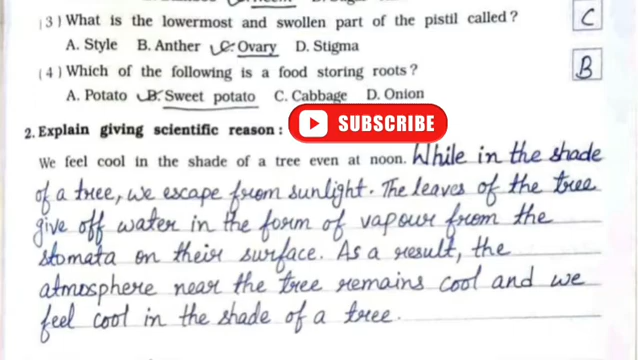 (3) What is the lowermost and swollen part of the pistil called?
C
A. Style B. Anther C. Ovary D. Stigma
(4) Which of the following is a food storing roots?
B
A. Potato B. Sweet potato C. Cabbage D. Onion
SUBSCRIBE
2. Explain giving scientific reason :
We feel cool in the shade of a tree even at noon. While in the shade
of a tree, we escape from sunlight. The leaves of the tree
give off water in the form of vapour from the
stomata on their surface. As a result, the
atmosphere near the tree remains cool and we
feel cool in the shade of a tree.